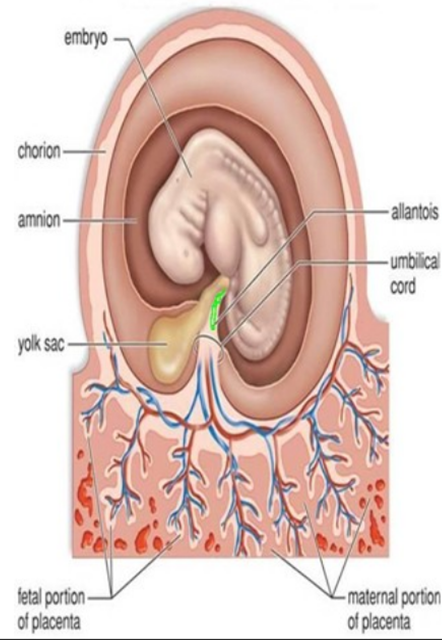 embryo
chorion
amnion
allantois
umbilical
cord
yolk sac
fetal portion
of placenta
maternal portion
of placenta